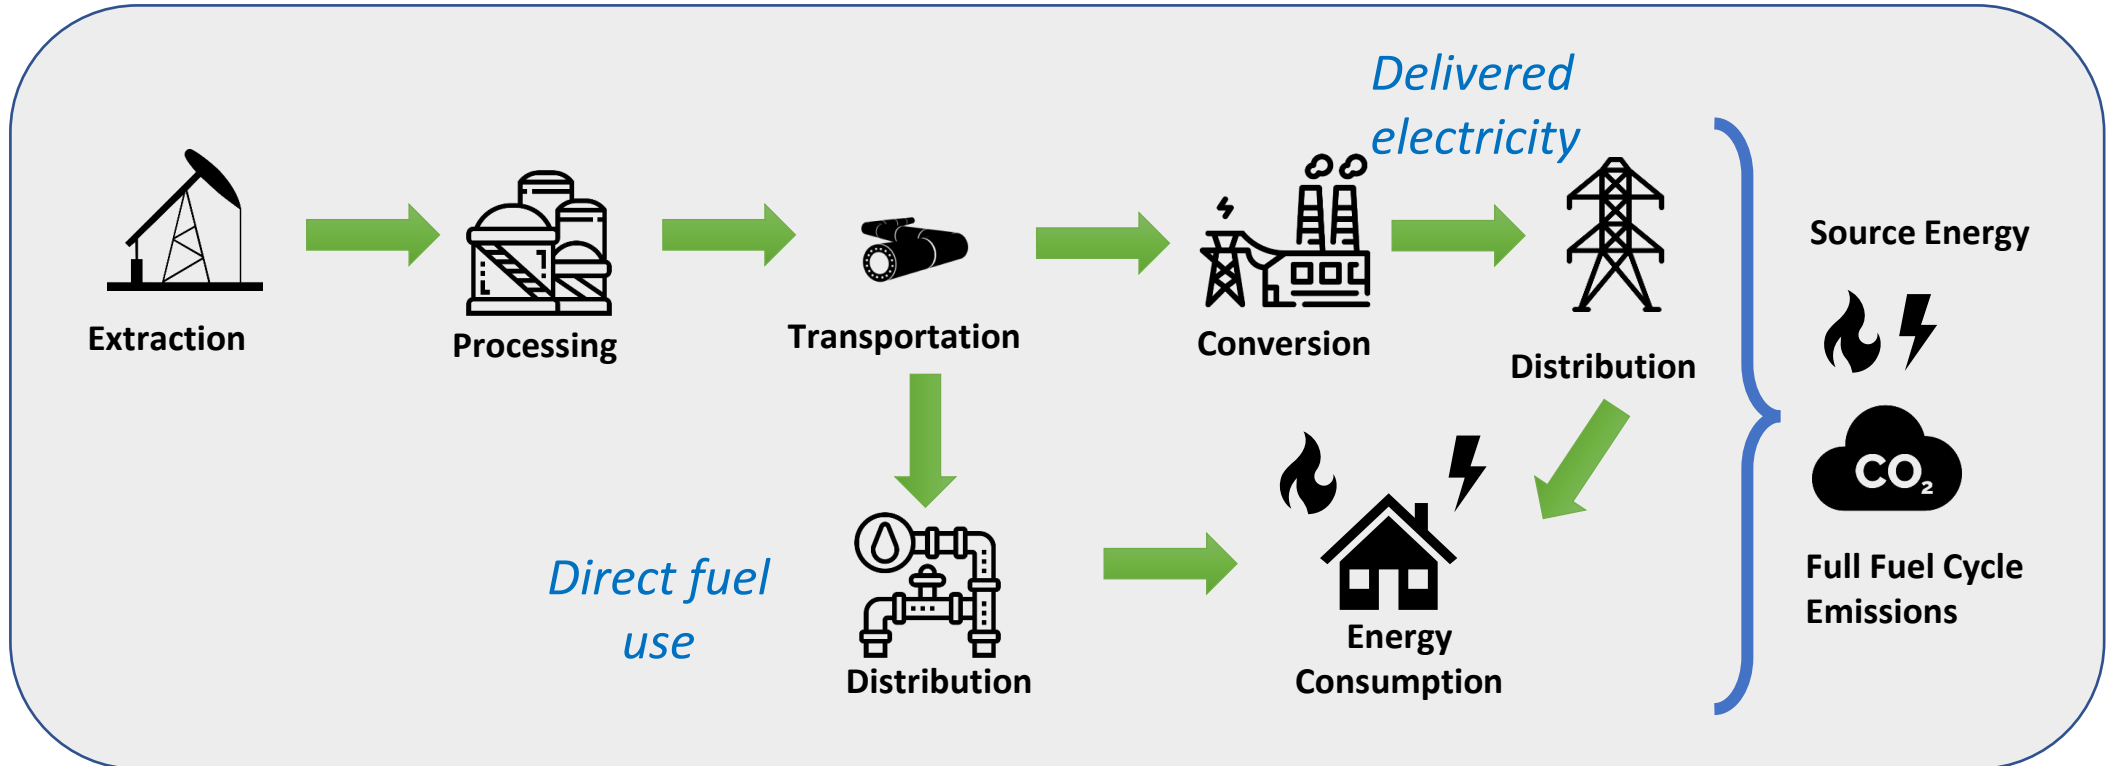 Delivered
electricity
Extraction
Processing
Transportation
Conversion
Distribution
Source Energy
CO₂
Full Fuel Cycle
Emissions
Direct fuel
use
Distribution
Energy
Consumption